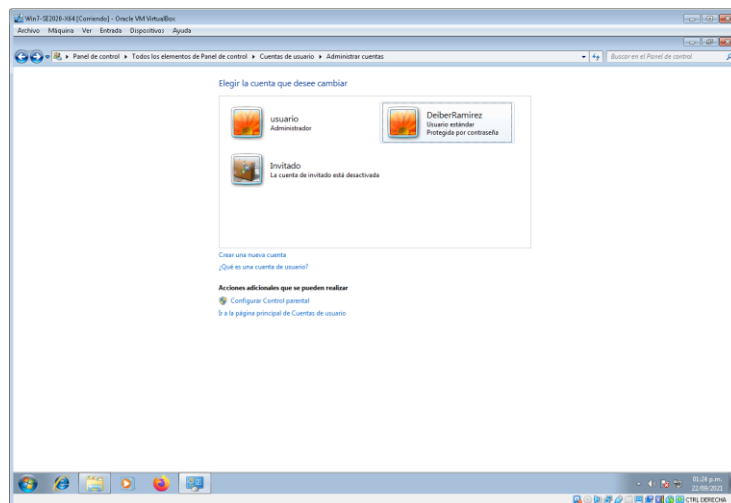 Win7-SE2020-X64 [Corriendo] - Oracle VM VirtualBox
Archivo Máquina Ver Entrada Dispositivos Ayuda
Panel de control Todos los elementos de Panel de control Cuentas de usuario Administrar cuentas
Buscar en el Panel de control
Elegir la cuenta que desee cambiar
usuario
Administrador
DeiberRamirez
Usuario estándar
Protegida por contraseña
Invitado
La cuenta de invitado está desactivada
Crear una nueva cuenta
¿Qué es una cuenta de usuario?
Acciones adicionales que se pueden realizar
Configurar Control parental
Ir a la página principal de Cuentas de usuario
01:24 p.m.
22/09/2021
CTRL DERECHA